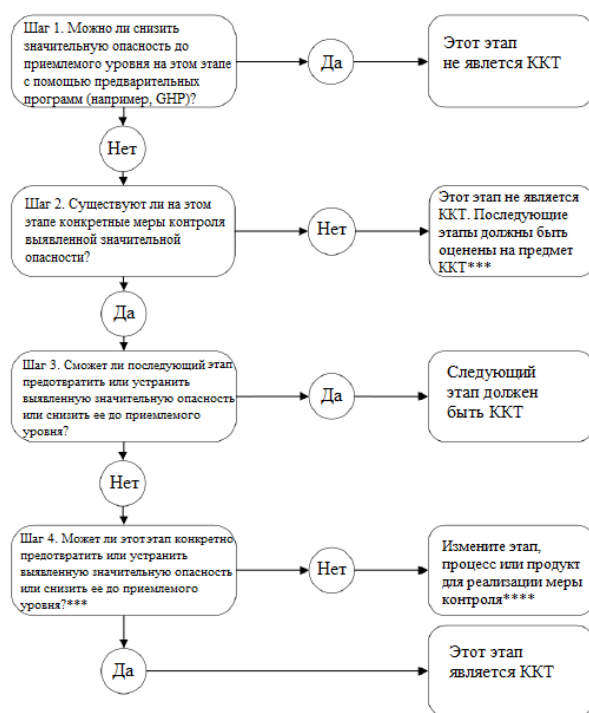 Шаг 1. Можно ли снизить
значительную опасность до
приемлемого уровня на этом этапе
с помощью предварительных
программ (например, GHP)?
Да
Этот этап
не явлется ККТ
Нет
Шаг 2. Существуют ли на этом
этапе конкретные меры контроля
выявленной значительной
опасности?
Нет
Этот этап не является
ККТ. Последующие
этапы должны быть
оценены на предмет
ККТ***
Да
Шаг 3. Сможет ли последующий этап
предотвратить или устранить
выявленную значительную опасность
или снизить ее до приемлемого
уровня?
Да
Следующий
этап должен
быть ККТ
Нет
Шаг 4. Может ли этот этап конкретно
предотвратить или устранить
выявленную значительную опасность
или снизить ее до приемлемого
уровня?***
Нет
Измените этап,
процесс или продукт
для реализации меры
контроля****
Да
Этот этап
является ККТ